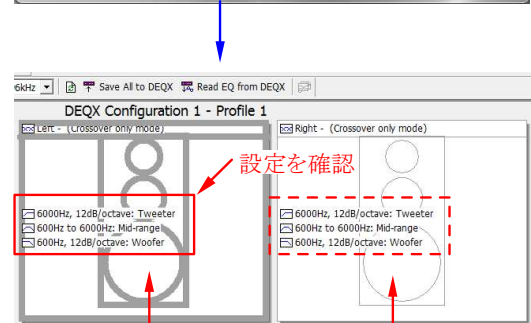 6kHz Save All to DEQX Read EQ from DEQX
DEQX Configuration 1 - Profile 1
Left - (Crossover only mode)
Right - (Crossover only mode)
設定を確認
6000Hz, 12dB/octave: Tweeter
600Hz to 6000Hz: Mid-range
600Hz, 12dB/octave: Woofer
6000Hz, 12dB/octave: Tweeter
600Hz to 6000Hz: Mid-range
600Hz, 12dB/octave: Woofer